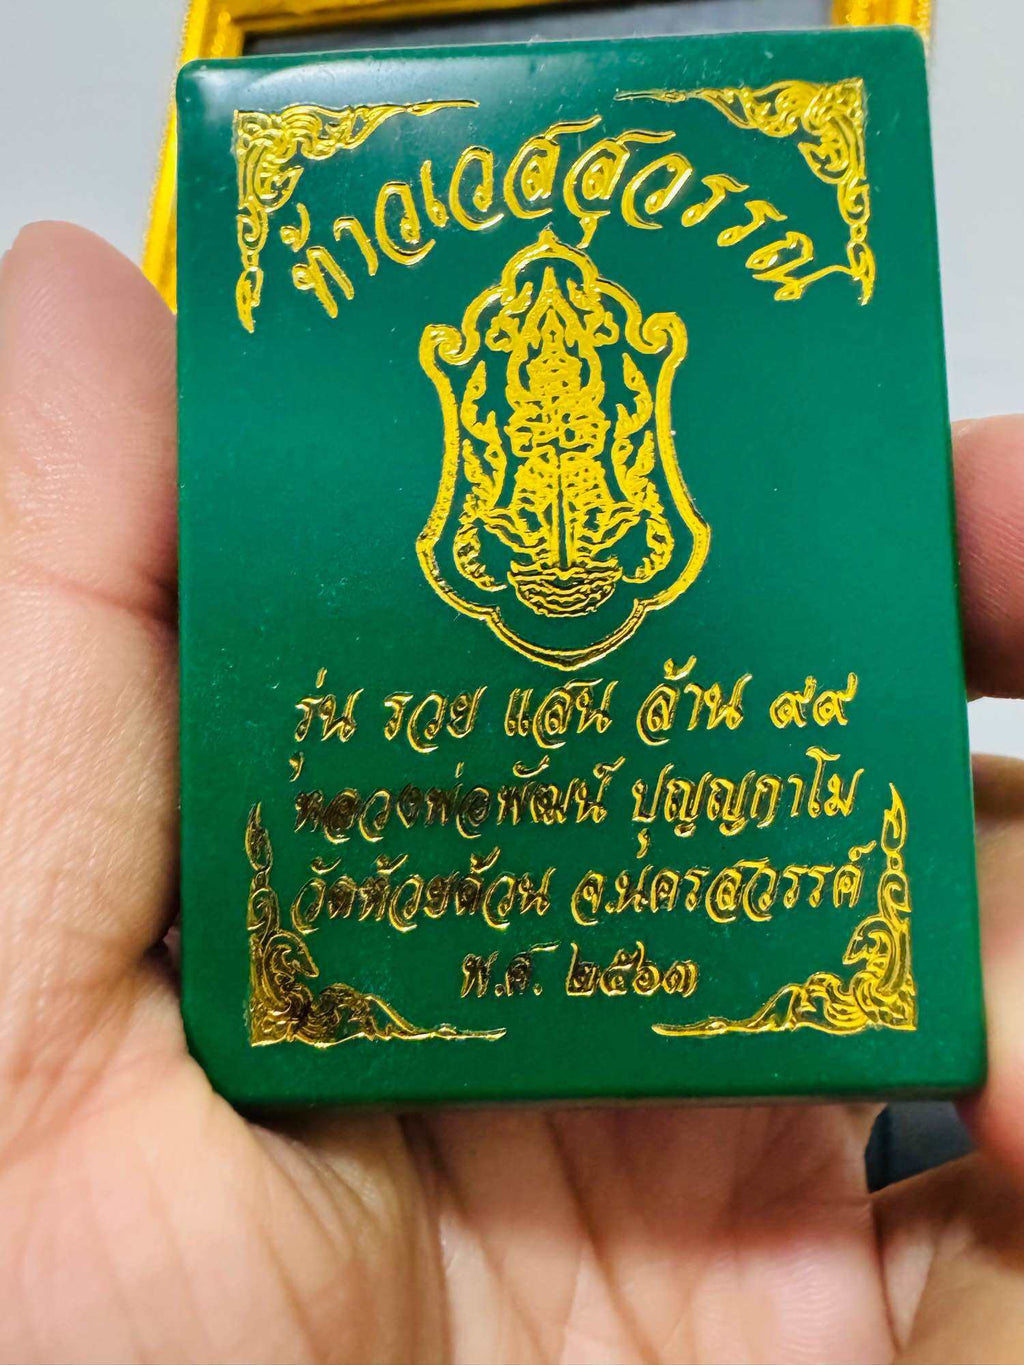 ท้าวเวสสุวรรณ
รุ่น รวย แสน ล้าน ๙๙
หลวงพ่อพัฒน์ ปุญญกาโม
วัดห้วยด้วน จ.นครสวรรค์
พ.ศ. ๒๕๖๓